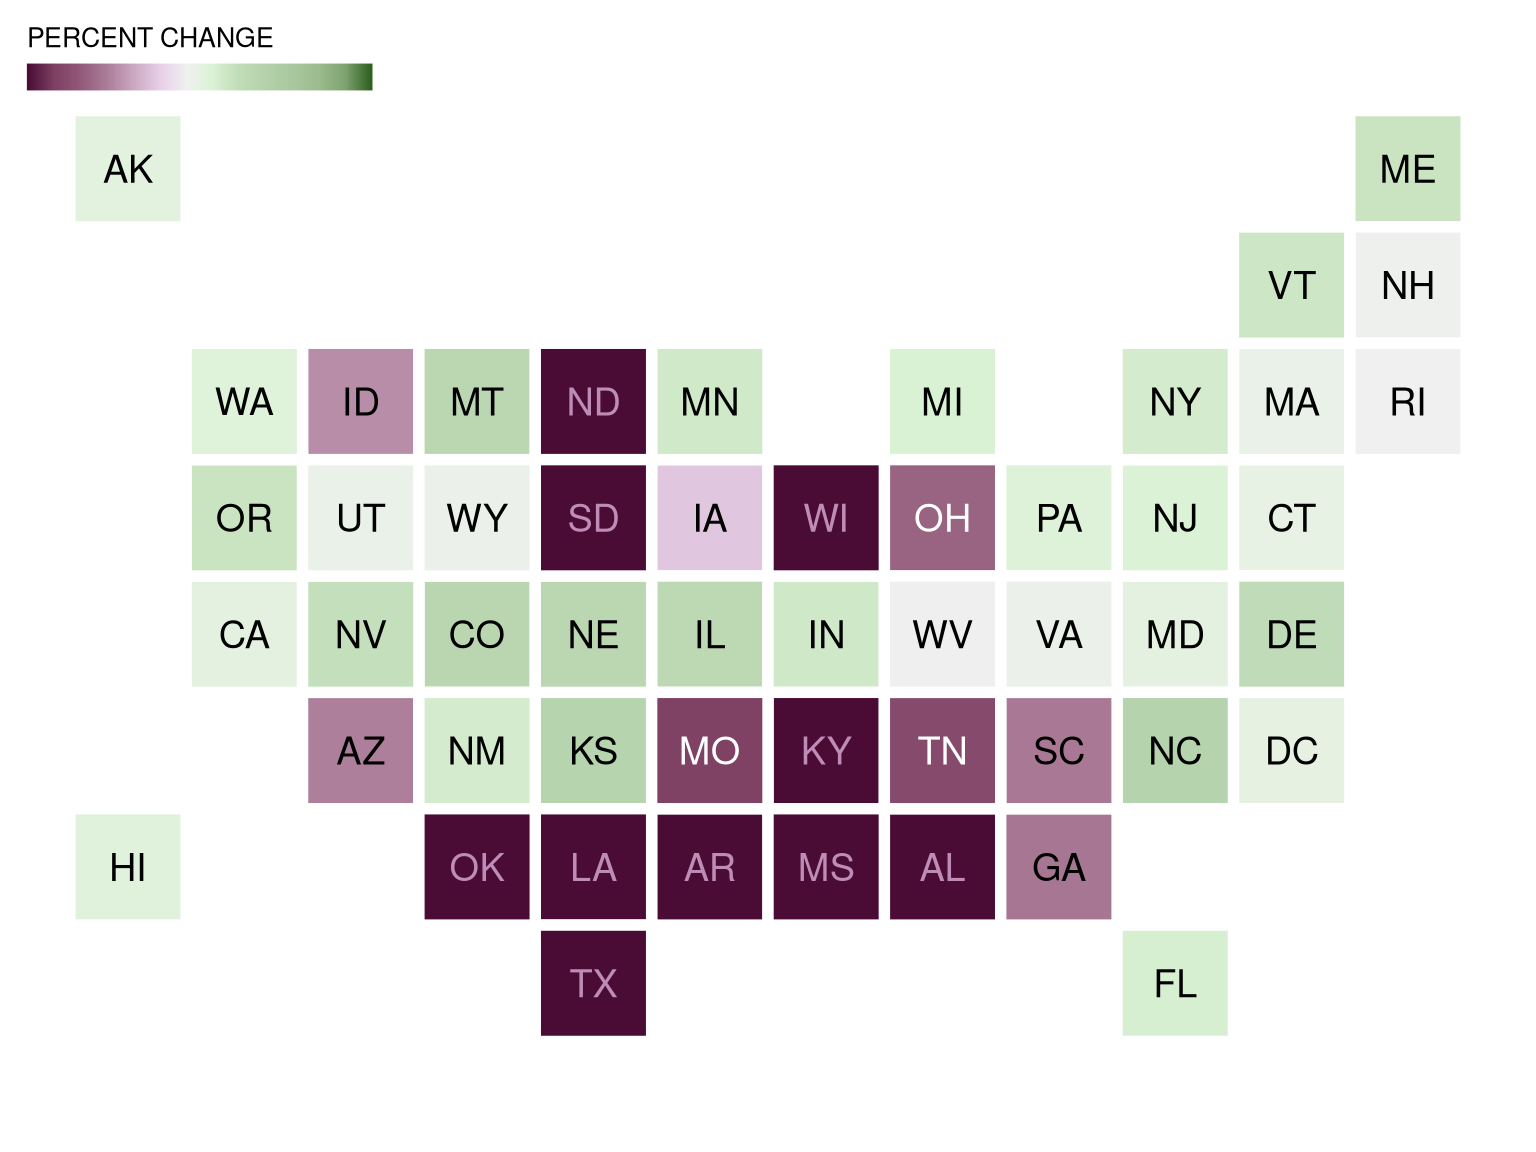 PERCENT CHANGE
AK ME
VT NH
WA ID MT ND MN MI NY MA RI
OR UT WY SD IA WI OH PA NJ CT
CA NV CO NE IL IN WV VA MD DE
AZ NM KS MO KY TN SC NC DC
HI OK LA AR MS AL GA
TX FL